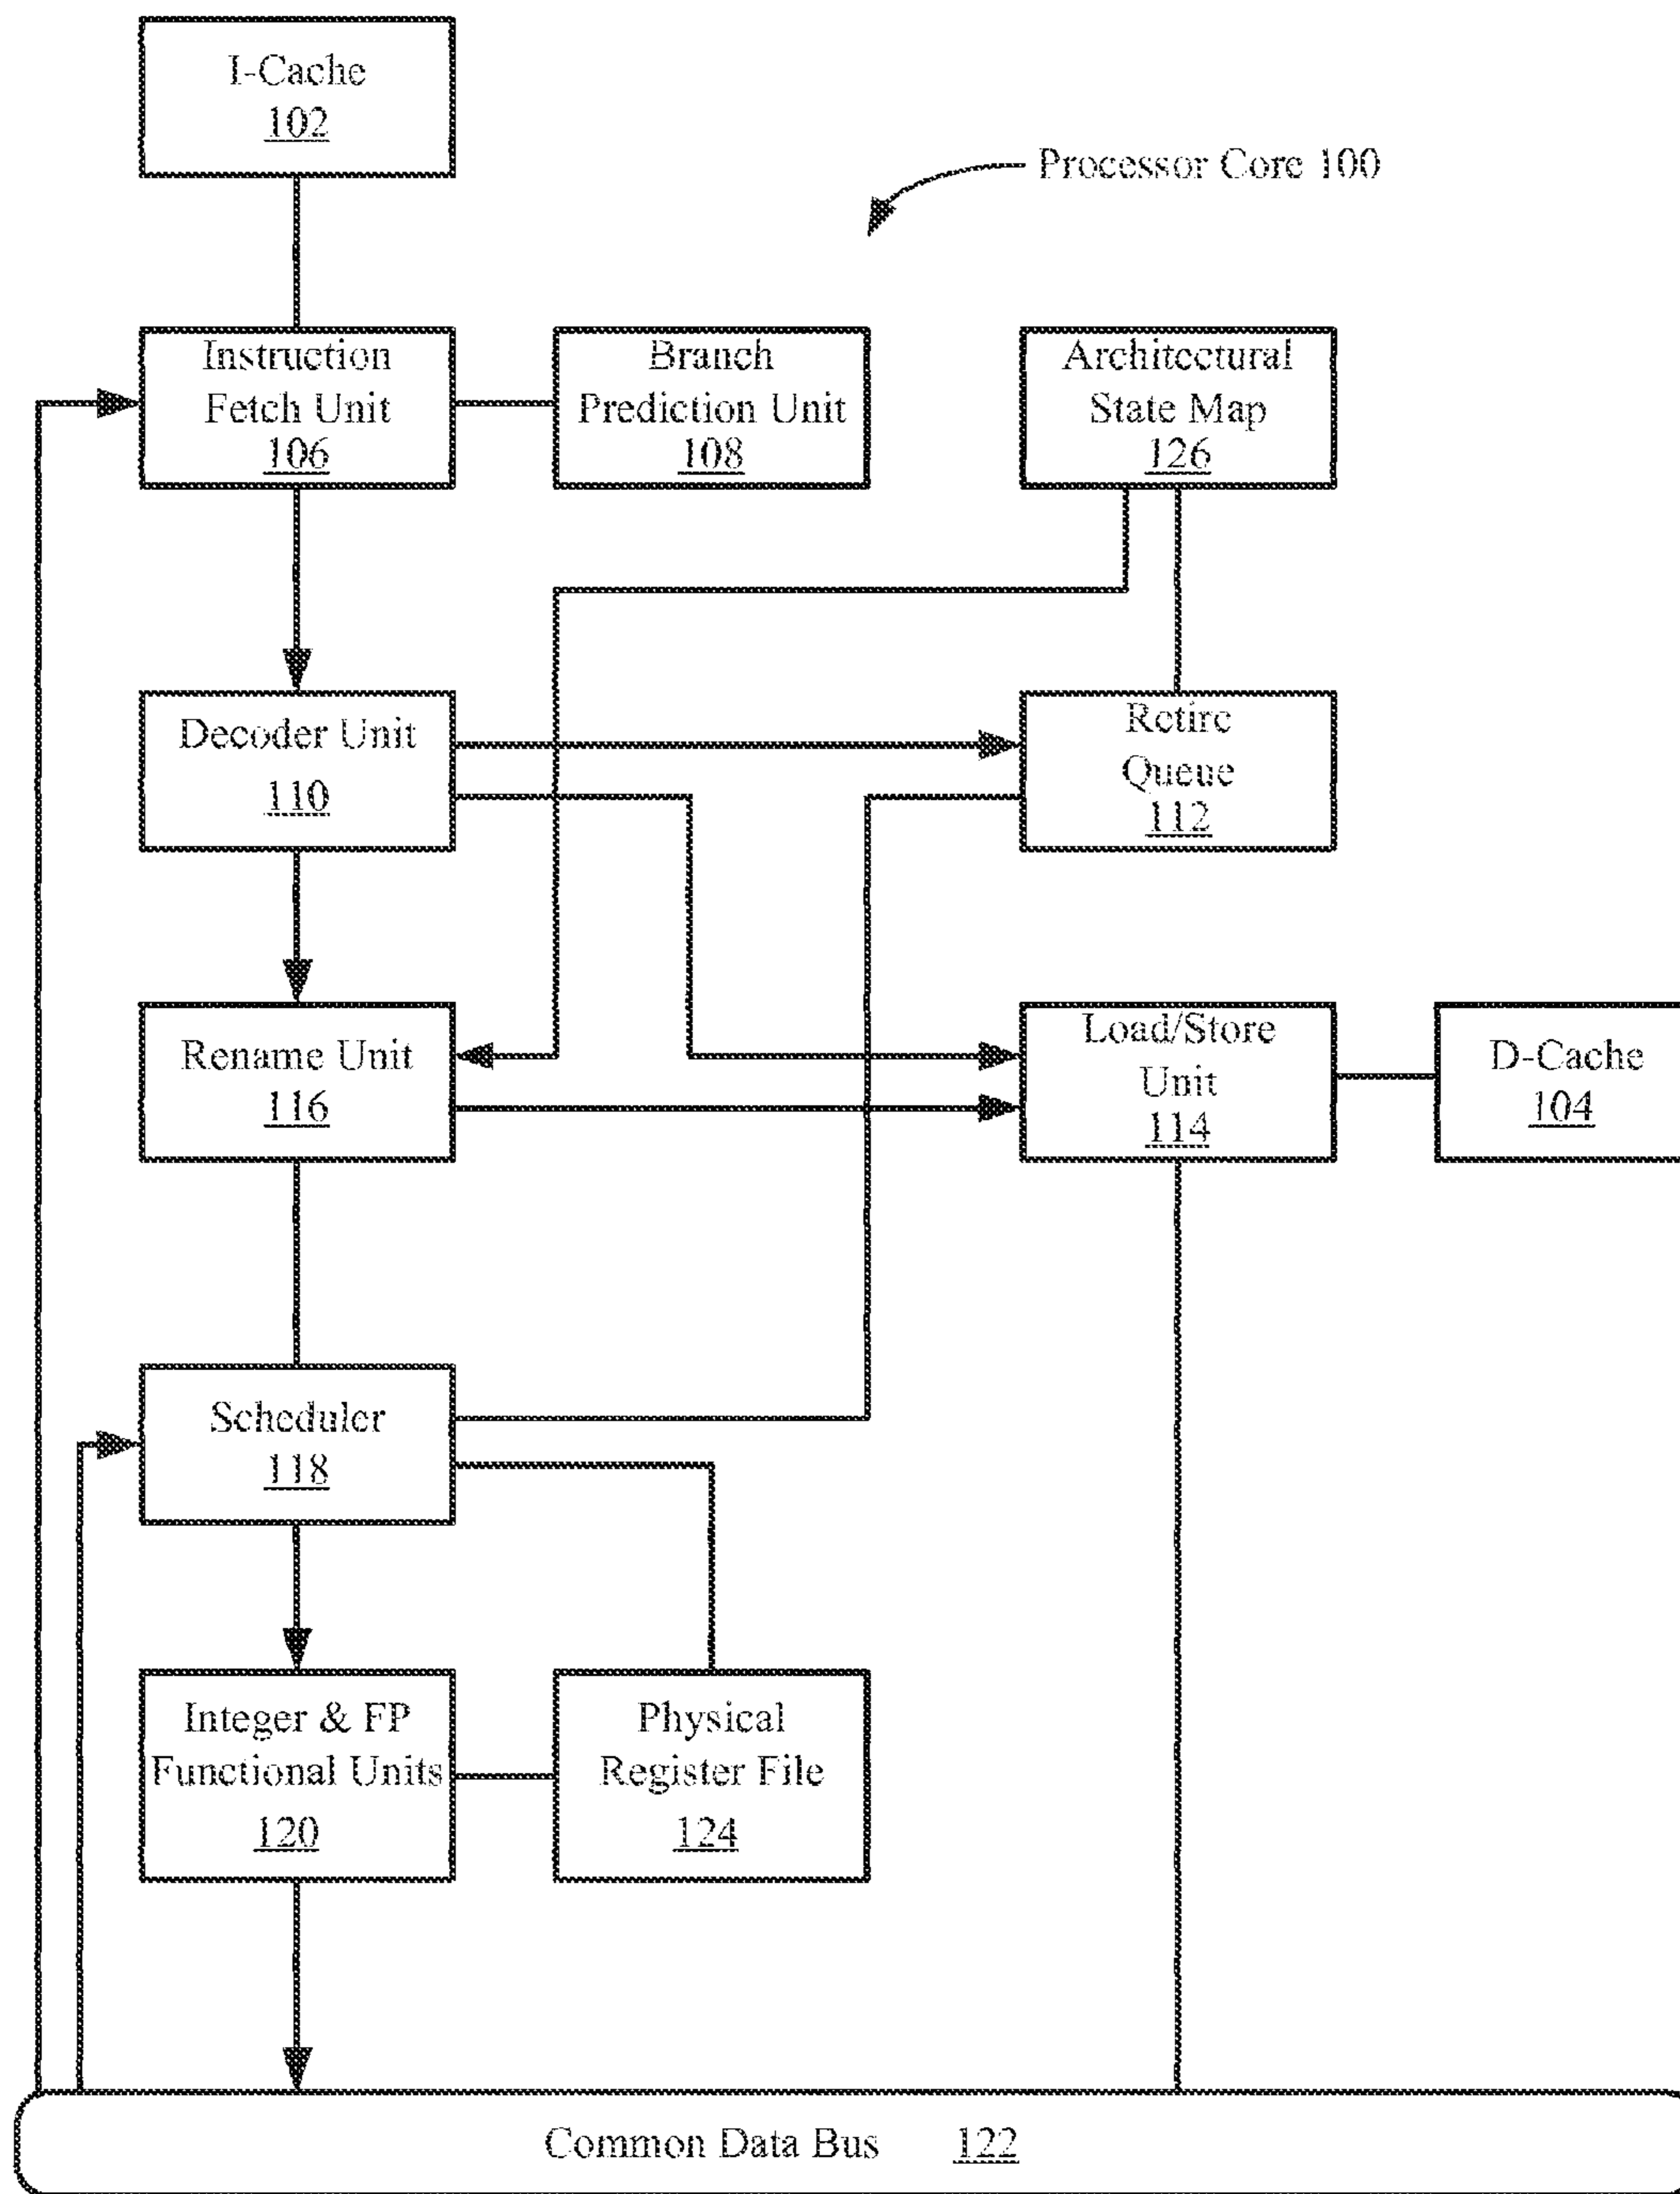 I-Cache
102
Processor Core 100
Instruction
Fetch Unit
106
Branch
Prediction Unit
108
Architectural
State Map
126
Decoder Unit
110
Retire
Queue
112
Rename Unit
116
Load/Store
Unit
114
D-Cache
104
Scheduler
118
Integer & FP
Functional Units
120
Physical
Register File
124
Common Data Bus 122